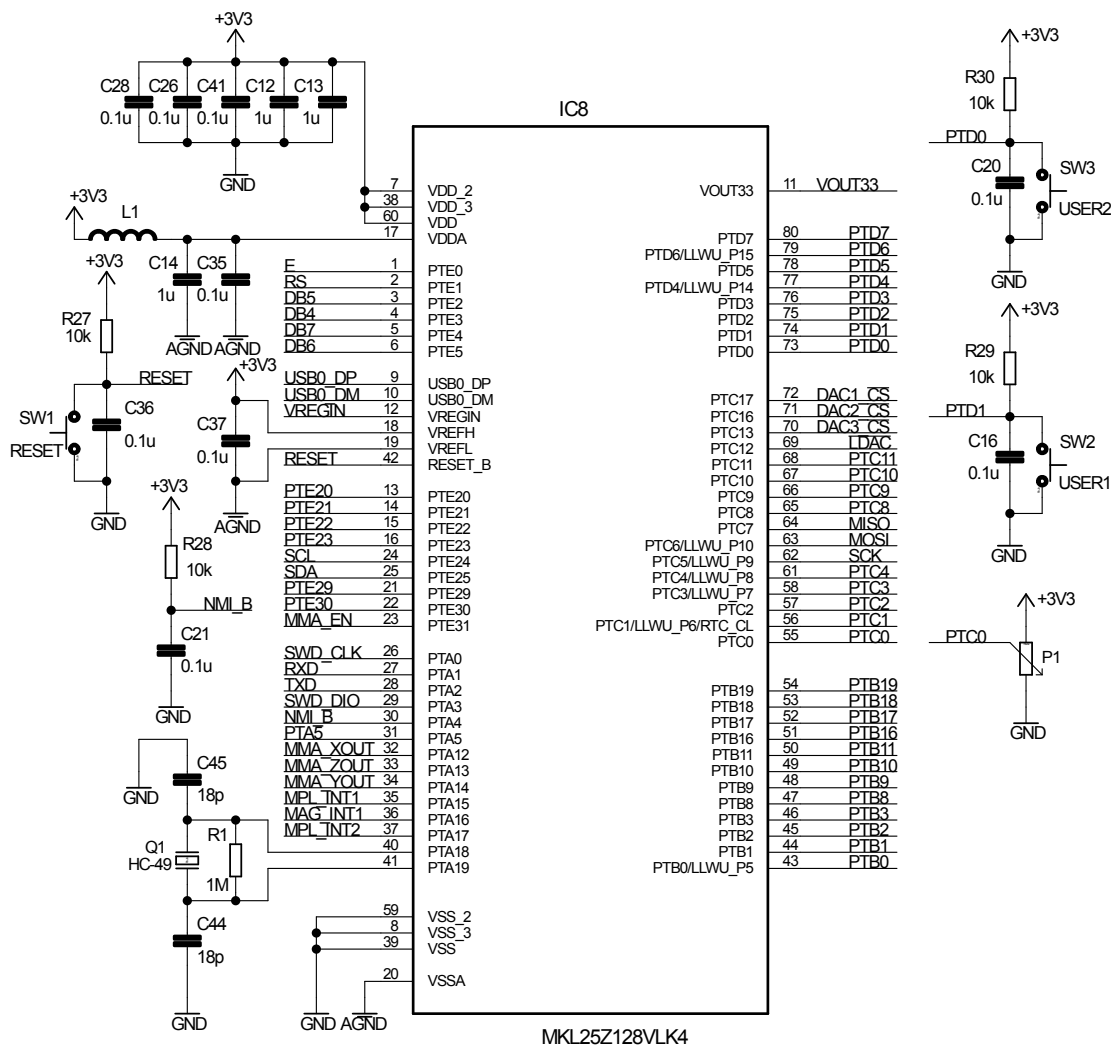 +3V3
C28
0.1u
C26
0.1u
C41
0.1u
C12
1u
C13
1u
GND
+3V3
L1
C14
1u
C35
0.1u
AGND
AGND
+3V3
R27
10k
RESET
SW1
RESET
C36
0.1u
GND
+3V3
C37
0.1u
AGND
+3V3
R28
10k
NMI_B
C21
0.1u
GND
GND
C45
18p
Q1
HC-49
R1
1M
C44
18p
GND
IC8
7 VDD_2
38 VDD_3
60 VDD
17 VDDA
E 1 PTE0
RS 2 PTE1
DB5 3 PTE2
DB4 4 PTE3
DB7 5 PTE4
DB6 6 PTE5
USB0_DP 9 USB0_DP
USB0_DM 10 USB0_DM
VREGIN 12 VREGIN
18 VREFH
19 VREFL
RESET 42 RESET_B
PTE20 13 PTE20
PTE21 14 PTE21
PTE22 15 PTE22
PTE23 16 PTE23
SCL 24 PTE24
SDA 25 PTE25
PTE29 21 PTE29
PTE30 22 PTE30
MMA_EN 23 PTE31
SWD_CLK 26 PTA0
RXD 27 PTA1
TXD 28 PTA2
SWD_DIO 29 PTA3
NMI_B 30 PTA4
PTA5 31 PTA5
MMA_XOUT 32 PTA12
MMA_ZOUT 33 PTA13
MMA_YOUT 34 PTA14
MPL_INT1 35 PTA15
MAG_INT1 36 PTA16
MPL_INT2 37 PTA17
40 PTA18
41 PTA19
59 VSS_2
8 VSS_3
39 VSS
20 VSSA
GND
AGND
VOUT33 11 VOUT33
PTD7 80 PTD7
PTD6/LLWU_P15 79 PTD6
PTD5 78 PTD5
PTD4/LLWU_P14 77 PTD4
PTD3 76 PTD3
PTD2 75 PTD2
PTD1 74 PTD1
PTD0 73 PTD0
PTC17 72 DAC1_CS
PTC16 71 DAC2_CS
PTC13 70 DAC3_CS
PTC12 69 LDAC
PTC11 68 PTC11
PTC10 67 PTC10
PTC9 66 PTC9
PTC8 65 PTC8
PTC7 64 MISO
PTC6/LLWU_P10 63 MOSI
PTC5/LLWU_P9 62 SCK
PTC4/LLWU_P8 61 PTC4
PTC3/LLWU_P7 58 PTC3
PTC2 57 PTC2
PTC1/LLWU_P6/RTC_CL 56 PTC1
PTC0 55 PTC0
PTB19 54 PTB19
PTB18 53 PTB18
PTB17 52 PTB17
PTB16 51 PTB16
PTB11 50 PTB11
PTB10 49 PTB10
PTB9 48 PTB9
PTB8 47 PTB8
PTB3 46 PTB3
PTB2 45 PTB2
PTB1 44 PTB1
PTB0/LLWU_P5 43 PTB0
MKL25Z128VLK4
+3V3
R30
10k
PTD0
C20
0.1u
SW3
USER2
GND
+3V3
R29
10k
PTD1
C16
0.1u
SW2
USER1
GND
+3V3
PTC0
P1
GND